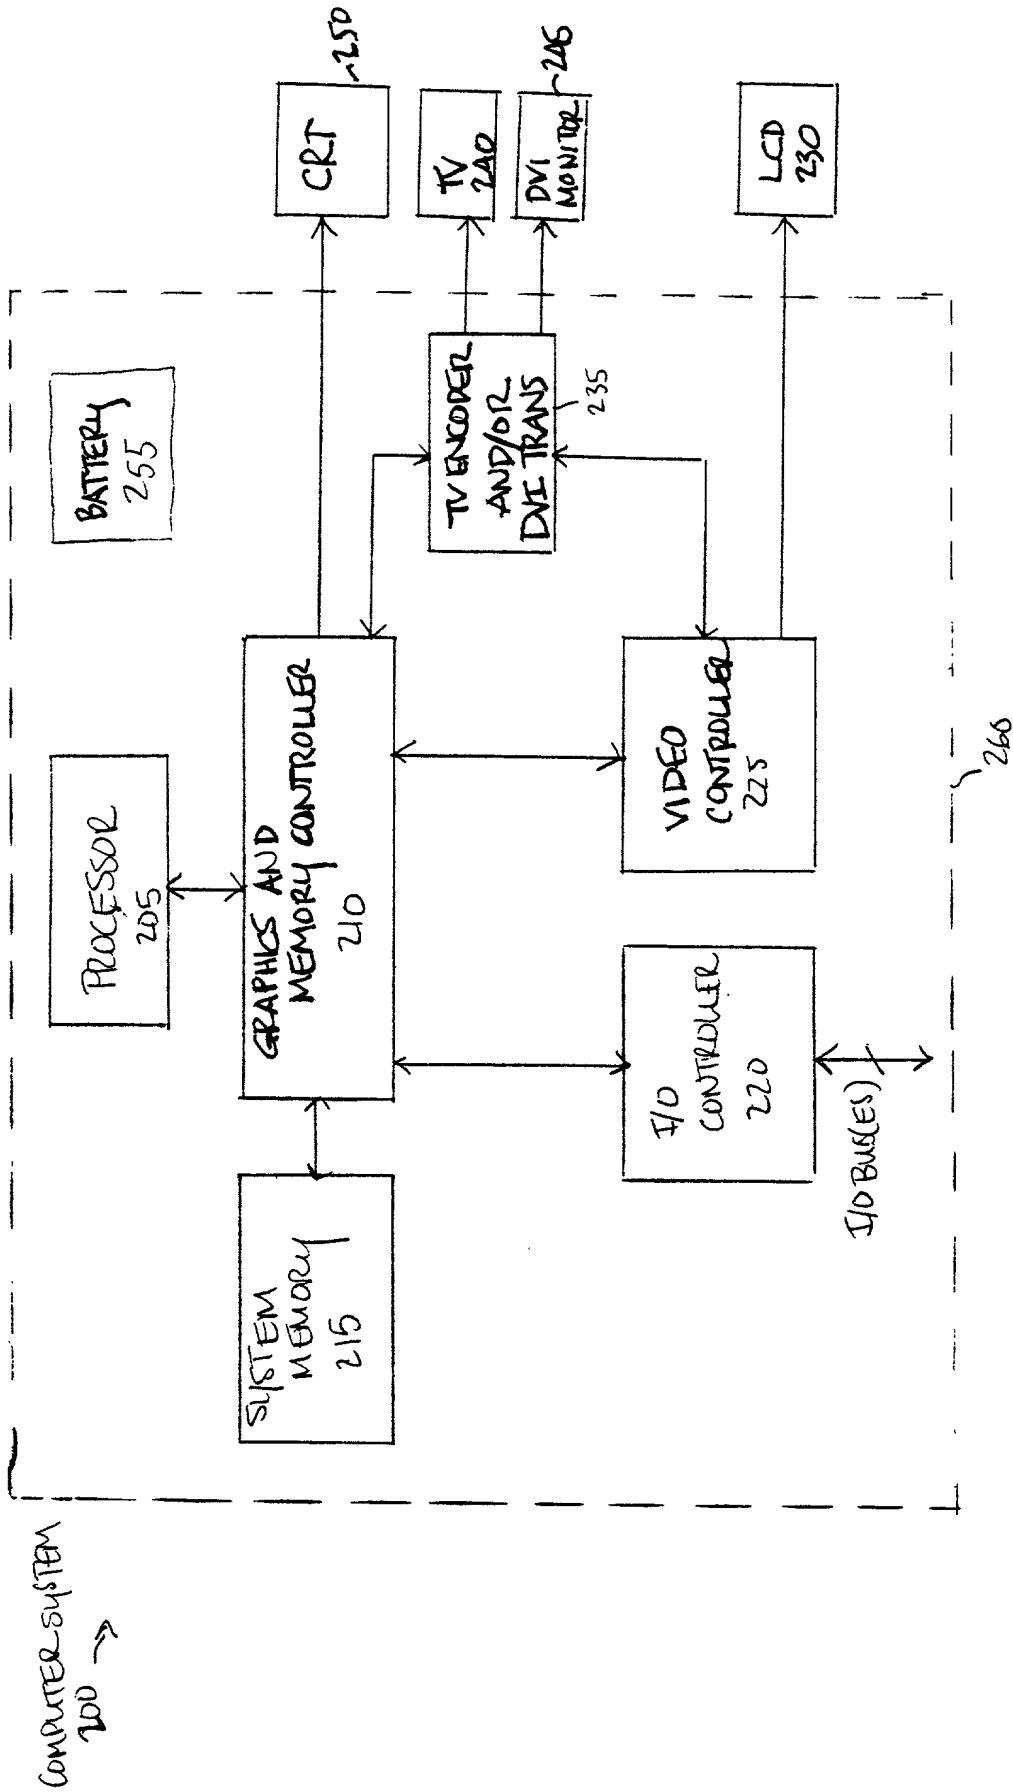 COMPUTER SYSTEM
200
PROCESSOR
205
BATTERY
255
SYSTEM
MEMORY
215
GRAPHICS AND
MEMORY CONTROLLER
210
CRT
250
TV ENCODER
AND/OR
DVI TRANS
235
TV
240
DVI
MONITOR
246
I/O
CONTROLLER
220
VIDEO
CONTROLLER
225
LCD
230
I/O BUS(ES)
260